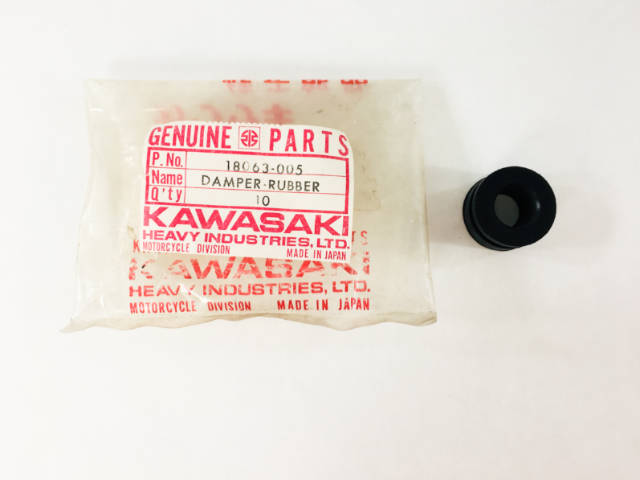 GENUINE PARTS
P. No. 18063-005
Name DAMPER-RUBBER
Q'ty 10
KAWASAKI
HEAVY INDUSTRIES, LTD.
MOTORCYCLE DIVISION MADE IN JAPAN
KAWASAKI
HEAVY INDUSTRIES, LTD.
MOTORCYCLE DIVISION MADE IN JAPAN